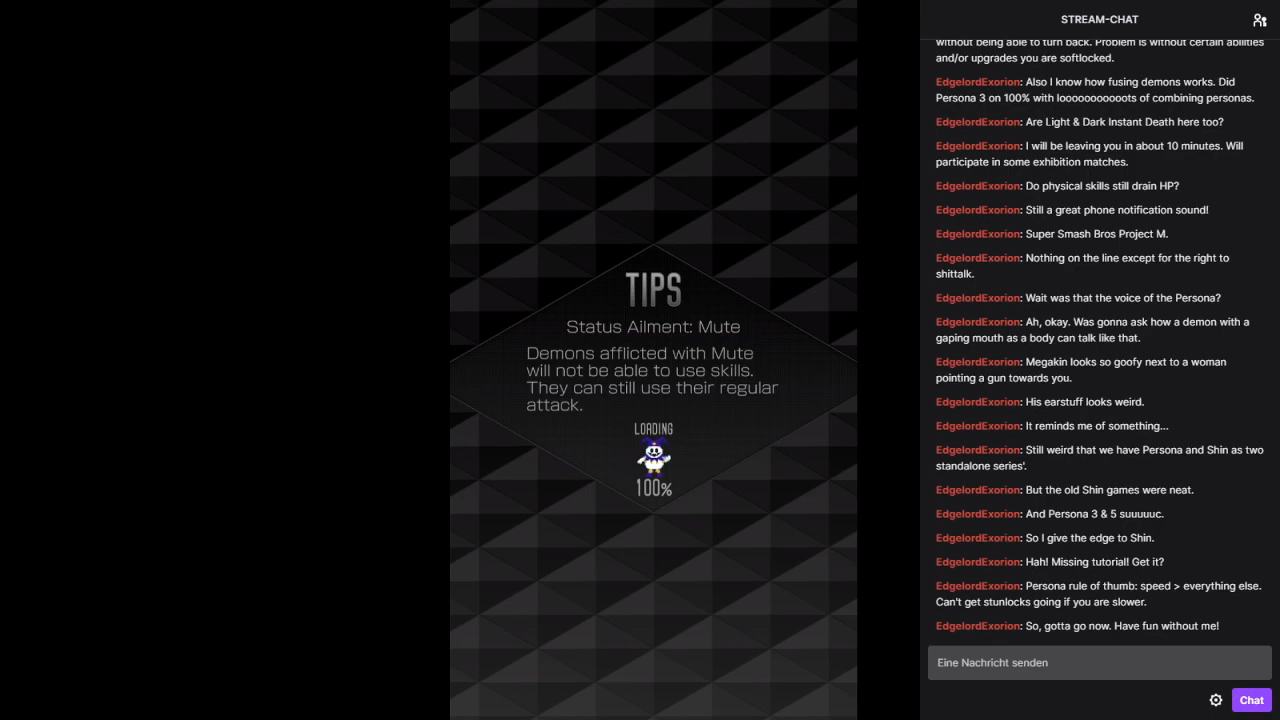 TIPS
Status Ailment: Mute
Demons afflicted with Mute
will not be able to use skills.
They can still use their regular
attack.
LOADING
100%
STREAM-CHAT
without being able to turn back. Problem is without certain abilities
and/or upgrades you are softlocked.
EdgelordExorion: Also I know how fusing demons works. Did
Persona 3 on 100% with looooooooooots of combining personas.
EdgelordExorion: Are Light & Dark Instant Death here too?
EdgelordExorion: I will be leaving you in about 10 minutes. Will
participate in some exhibition matches.
EdgelordExorion: Do physical skills still drain HP?
EdgelordExorion: Still a great phone notification sound!
EdgelordExorion: Super Smash Bros Project M.
EdgelordExorion: Nothing on the line except for the right to
shittalk.
EdgelordExorion: Wait was that the voice of the Persona?
EdgelordExorion: Ah, okay. Was gonna ask how a demon with a
gaping mouth as a body can talk like that.
EdgelordExorion: Megakin looks so goofy next to a woman
pointing a gun towards you.
EdgelordExorion: His earstuff looks weird.
EdgelordExorion: It reminds me of something...
EdgelordExorion: Still weird that we have Persona and Shin as two
standalone series'.
EdgelordExorion: But the old Shin games were neat.
EdgelordExorion: And Persona 3 & 5 suuuuuc.
EdgelordExorion: So I give the edge to Shin.
EdgelordExorion: Hah! Missing tutorial! Get it?
EdgelordExorion: Persona rule of thumb: speed > everything else.
Can't get stunlocks going if you are slower.
EdgelordExorion: So, gotta go now. Have fun without me!
Eine Nachricht senden
Chat